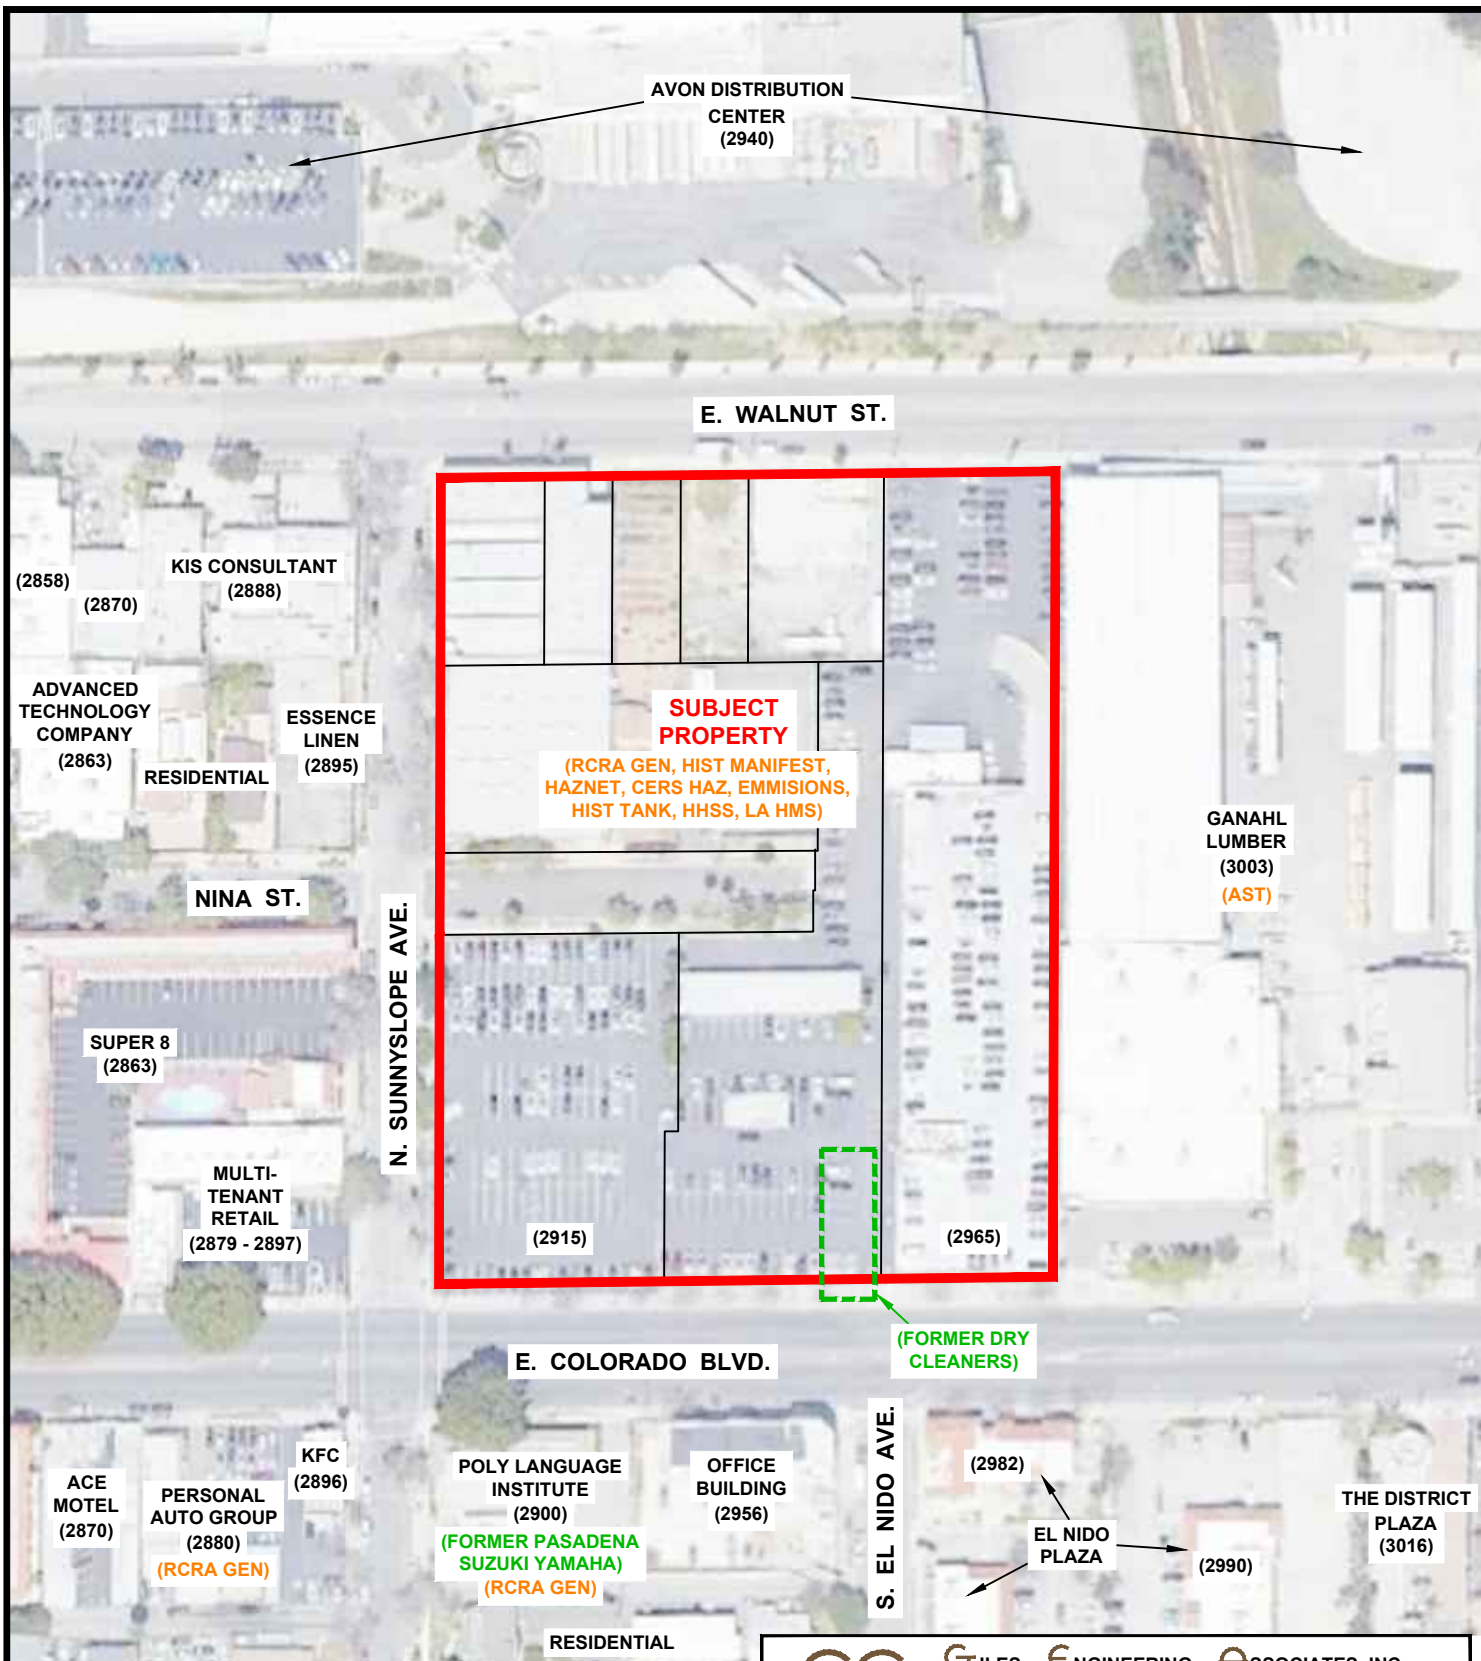 AVON DISTRIBUTION
CENTER
(2940)
E. WALNUT ST.
(2858)
(2870)
KIS CONSULTANT
(2888)
ADVANCED
TECHNOLOGY
COMPANY
(2863)
RESIDENTIAL
ESSENCE
LINEN
(2895)
SUBJECT
PROPERTY
(RCRA GEN, HIST MANIFEST,
HAZNET, CERS HAZ, EMMISIONS,
HIST TANK, HHSS, LA HMS)
GANAHL
LUMBER
(3003)
(AST)
NINA ST.
N. SUNNYSLOPE AVE.
SUPER 8
(2863)
MULTI-
TENANT
RETAIL
(2879 - 2897)
(2915)
(2965)
(FORMER DRY
CLEANERS)
E. COLORADO BLVD.
S. EL NIDO AVE.
ACE
MOTEL
(2870)
PERSONAL
AUTO GROUP
(2880)
(RCRA GEN)
KFC
(2896)
POLY LANGUAGE
INSTITUTE
(2900)
(FORMER PASADENA
SUZUKI YAMAHA)
(RCRA GEN)
OFFICE
BUILDING
(2956)
(2982)
EL NIDO
PLAZA
(2990)
THE DISTRICT
PLAZA
(3016)
RESIDENTIAL
GILES ENGINEERING ASSOCIATES, INC.